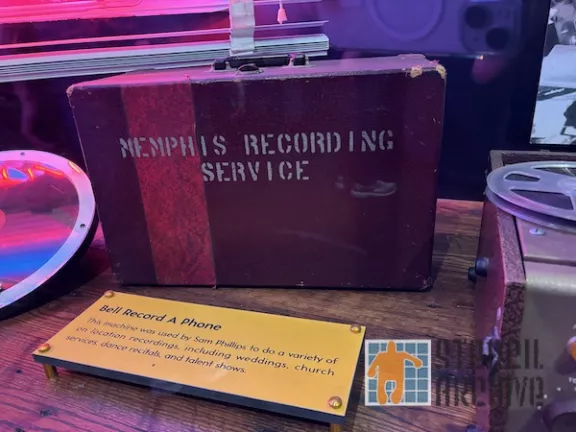 MEMPHIS RECORDING
SERVICE
Bell Record A Phone
This machine was used by Sam Phillips to do a variety of
on location recordings, including weddings, church
services, dance recitals, and talent shows.
STENCIL
ARCHIVE